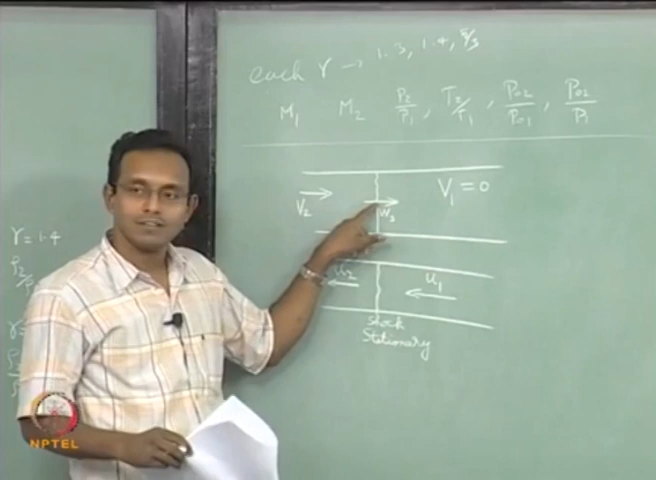 each γ → 1.3, 1.4, 5/3
M₁ M₂ P₂/P₁, T₂/T₁, P₀₂/P₀₁, P₀₂/P₁
V₂ W₃ V₁ = 0
u₂ u₁
Shock
Stationary
γ = 1.4
NPTEL